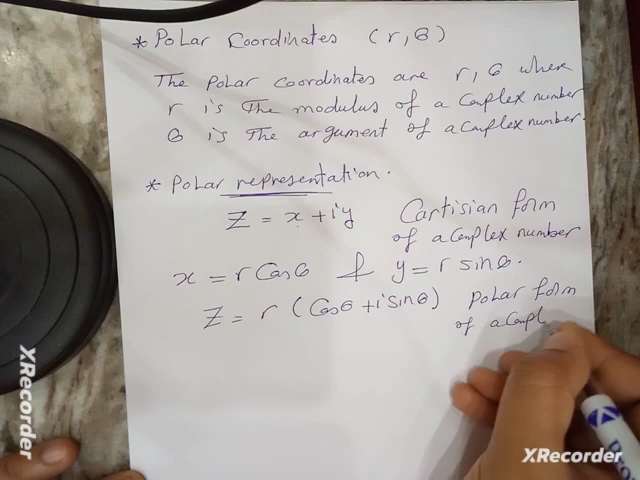 * Polar Coordinates (r, θ)
The Polar coordinates are r, θ where
r is The modulus of a Complex number
θ is The argument of a Complex number.
* Polar representation.
Z = x + iy Cartisian form
of a Complex number
x = r Cosθ & y = r sinθ.
Z = r (Cosθ + i sinθ) Polar form
of a Compl
XRecorder
XRecorder